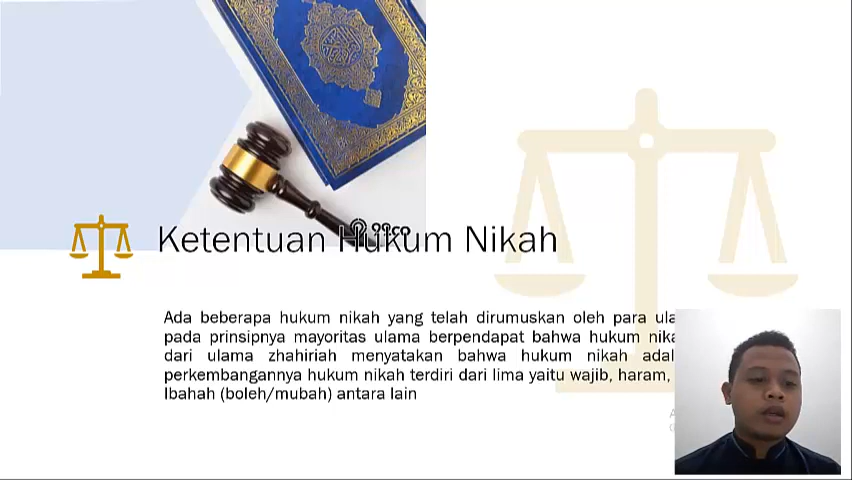 Ketentuan Hukum Nikah
Ada beberapa hukum nikah yang telah dirumuskan oleh para
pada prinsipnya mayoritas ulama berpendapat bahwa hukum
dari ulama zhahiriah menyatakan bahwa hukum nikah
perkembangannya hukum nikah terdiri dari lima yaitu wajib, haram,
Ibahah (boleh/mubah) antara lain